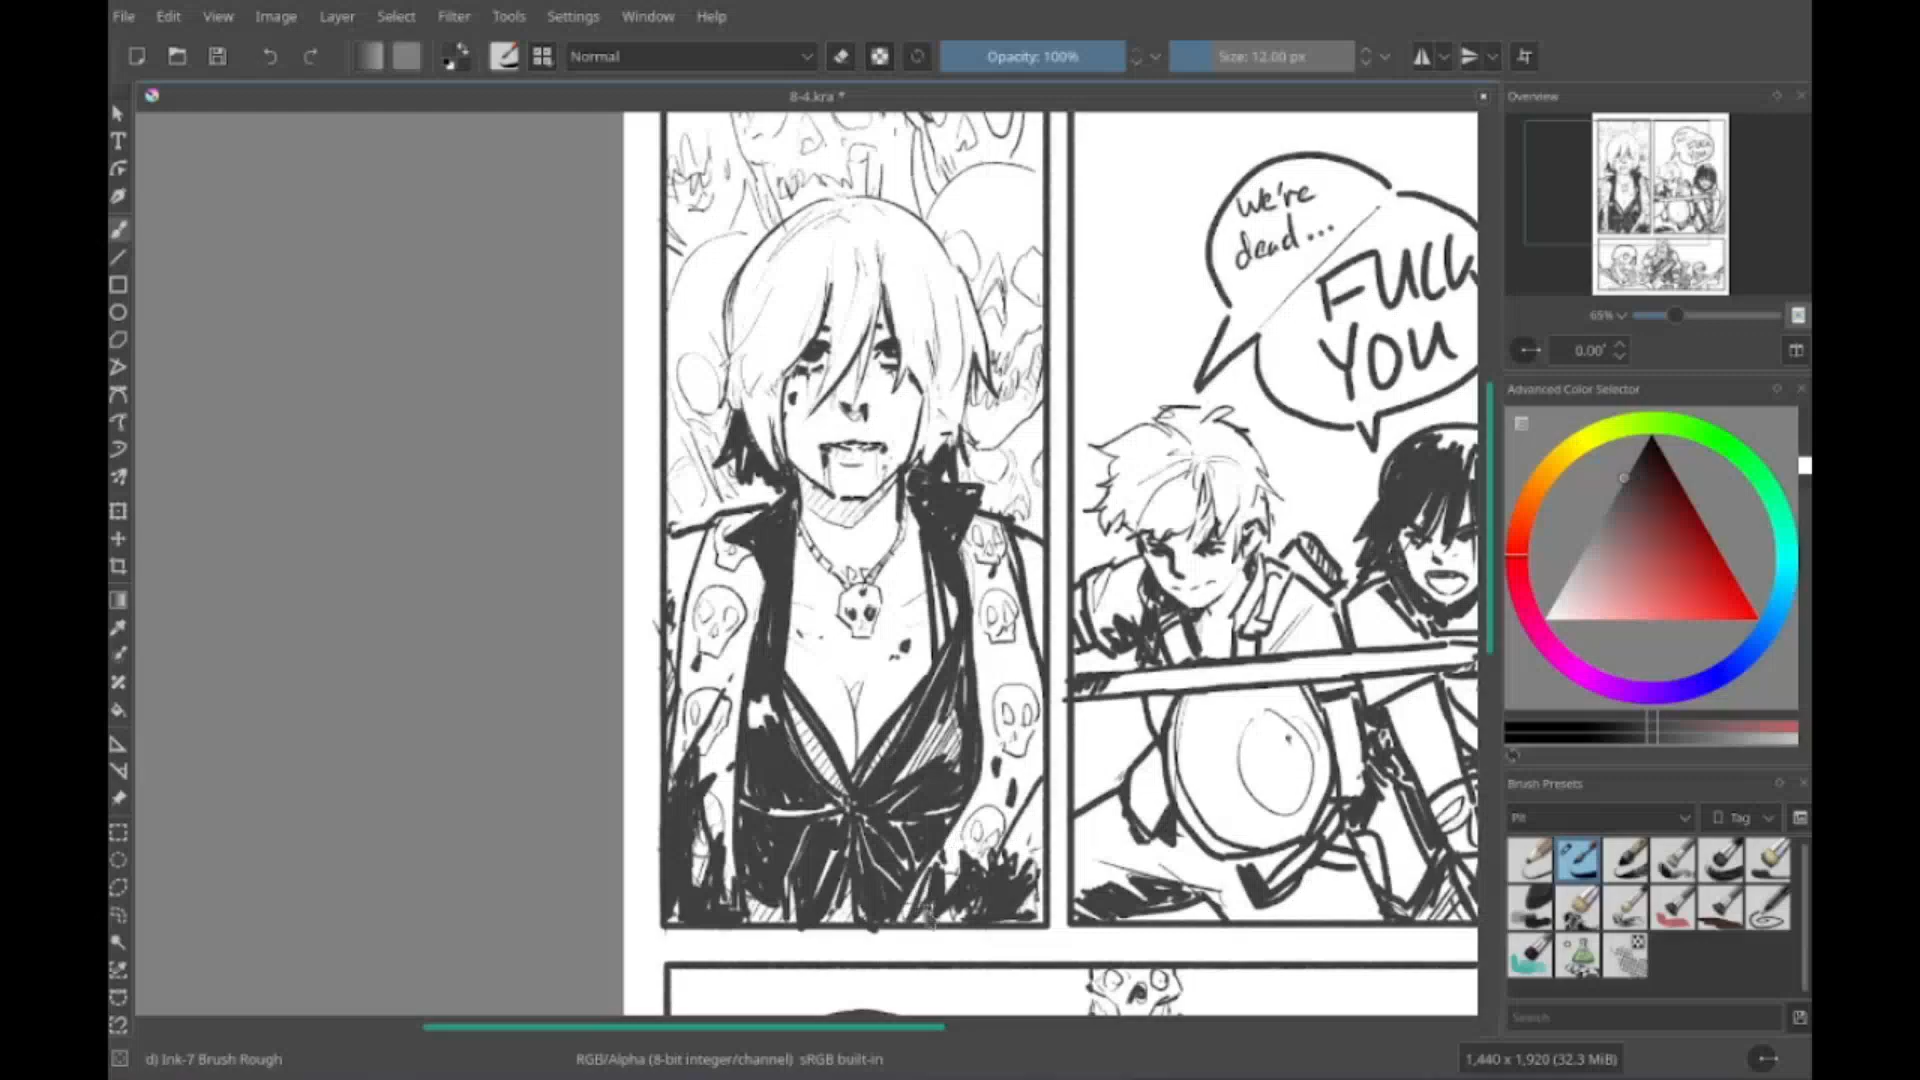 File Edit View Image Layer Select Filter Tools Settings Window Help
Normal
Opacity: 100%
Size: 12.00 px
8-4.kra *
Overview
65%
0.00°
Advanced Color Selector
Brush Presets
Tag
Search
we're
dead...
FUCK
YOU
d) Ink-7 Brush Rough
RGB/Alpha (8-bit integer/channel) sRGB built-in
1,440 x 1,920 (32.3 MiB)